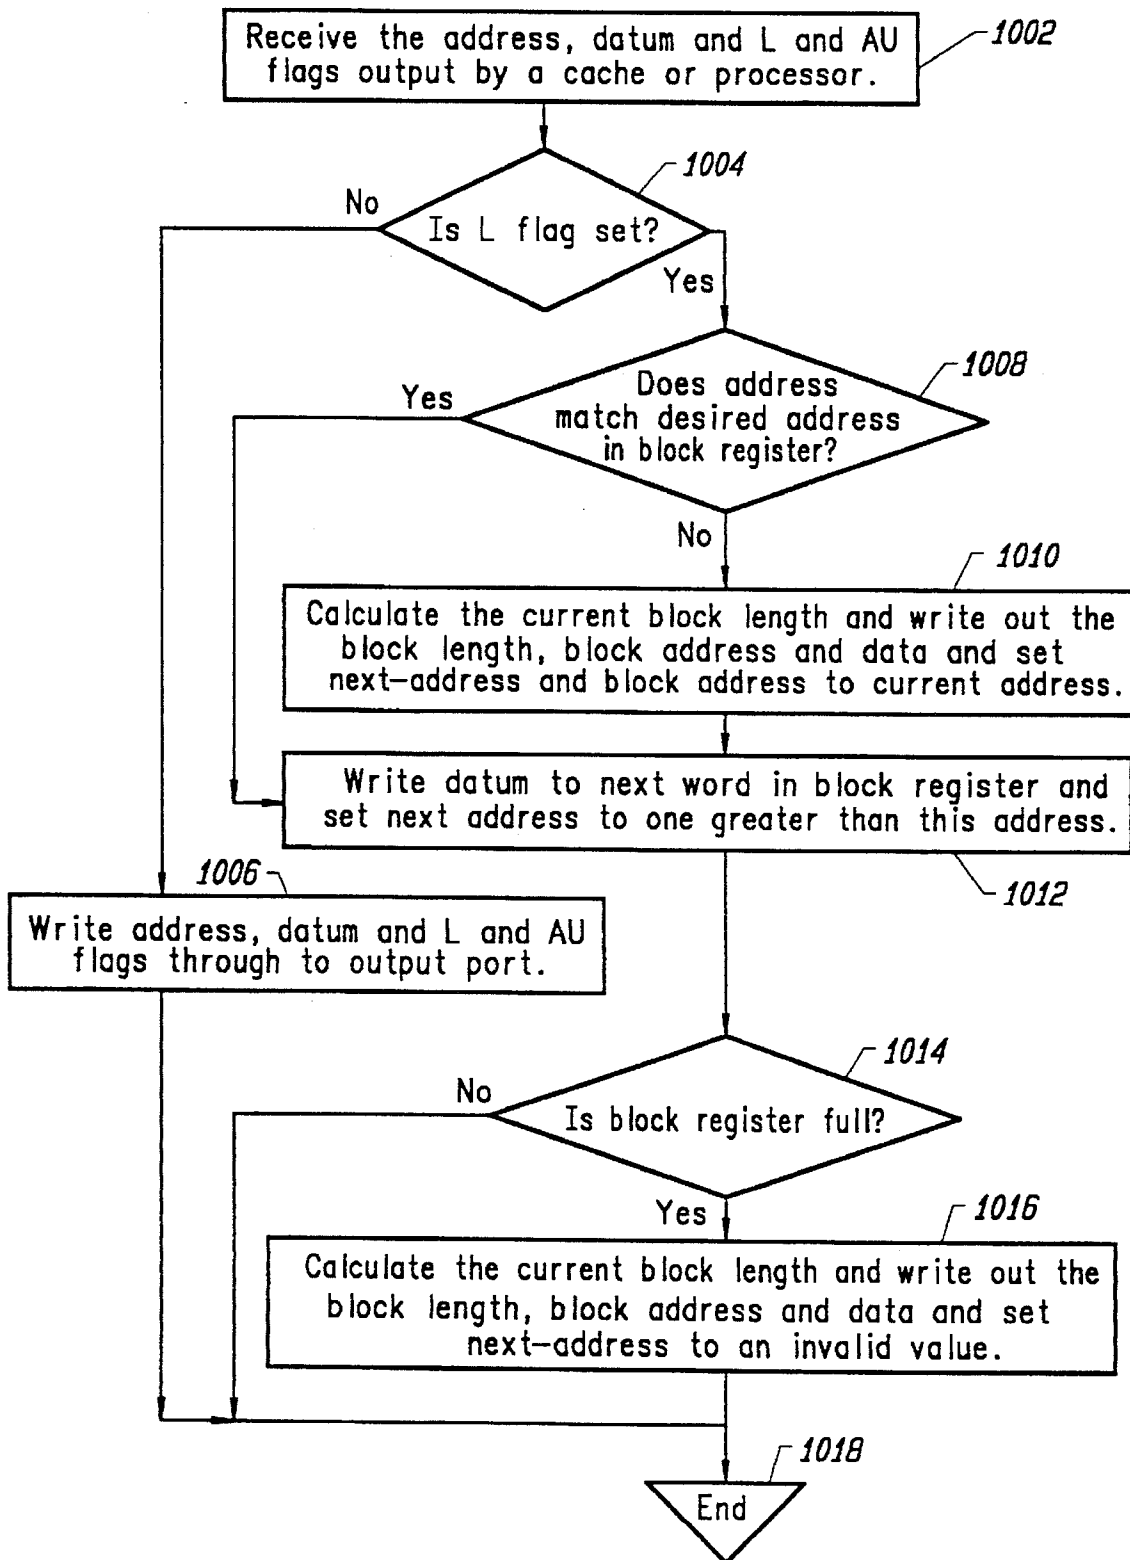 Receive the address, datum and L and AU
flags output by a cache or processor.
1002
1004
No
Is L flag set?
Yes
1008
Does address
match desired address
in block register?
Yes
No
1010
Calculate the current block length and write out the
block length, block address and data and set
next-address and block address to current address.
Write datum to next word in block register and
set next address to one greater than this address.
1012
1006
Write address, datum and L and AU
flags through to output port.
1014
No
Is block register full?
Yes
1016
Calculate the current block length and write out the
block length, block address and data and set
next-address to an invalid value.
1018
End